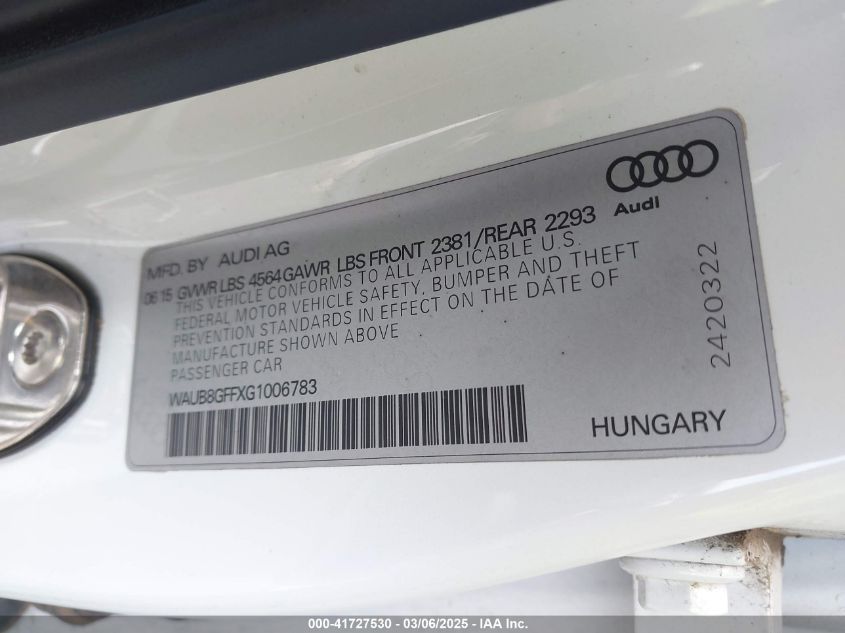 Audi
MFD. BY AUDI AG
06 15 GVWR LBS 4564 GAWR LBS FRONT 2381/REAR 2293
THIS VEHICLE CONFORMS TO ALL APPLICABLE U.S.
FEDERAL MOTOR VEHICLE SAFETY, BUMPER AND THEFT
PREVENTION STANDARDS IN EFFECT ON THE DATE OF
MANUFACTURE SHOWN ABOVE
PASSENGER CAR
WAUB8GFFXG1006783
HUNGARY
2420322
000-41727530 - 03/06/2025 - IAA Inc.